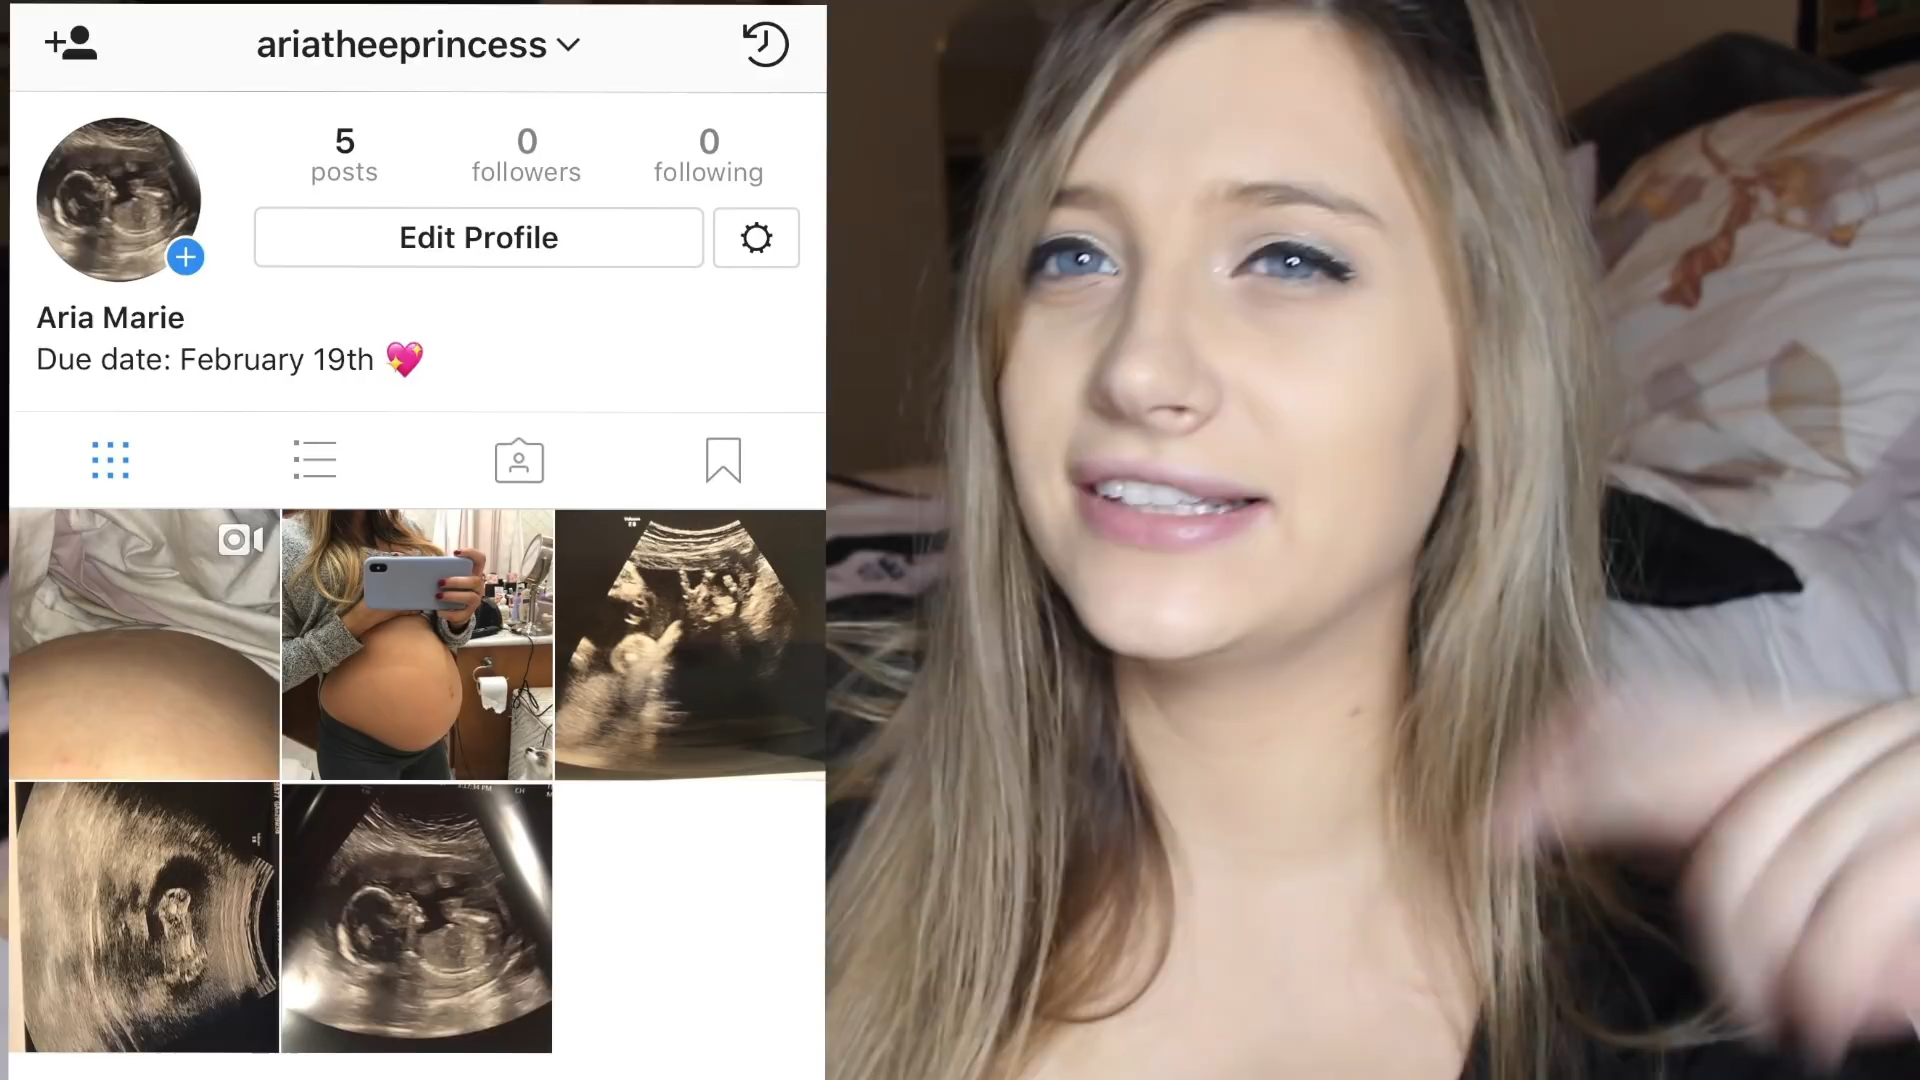 ariatheeprincess
5 0 0
posts followers following
Edit Profile
Aria Marie
Due date: February 19th 💖